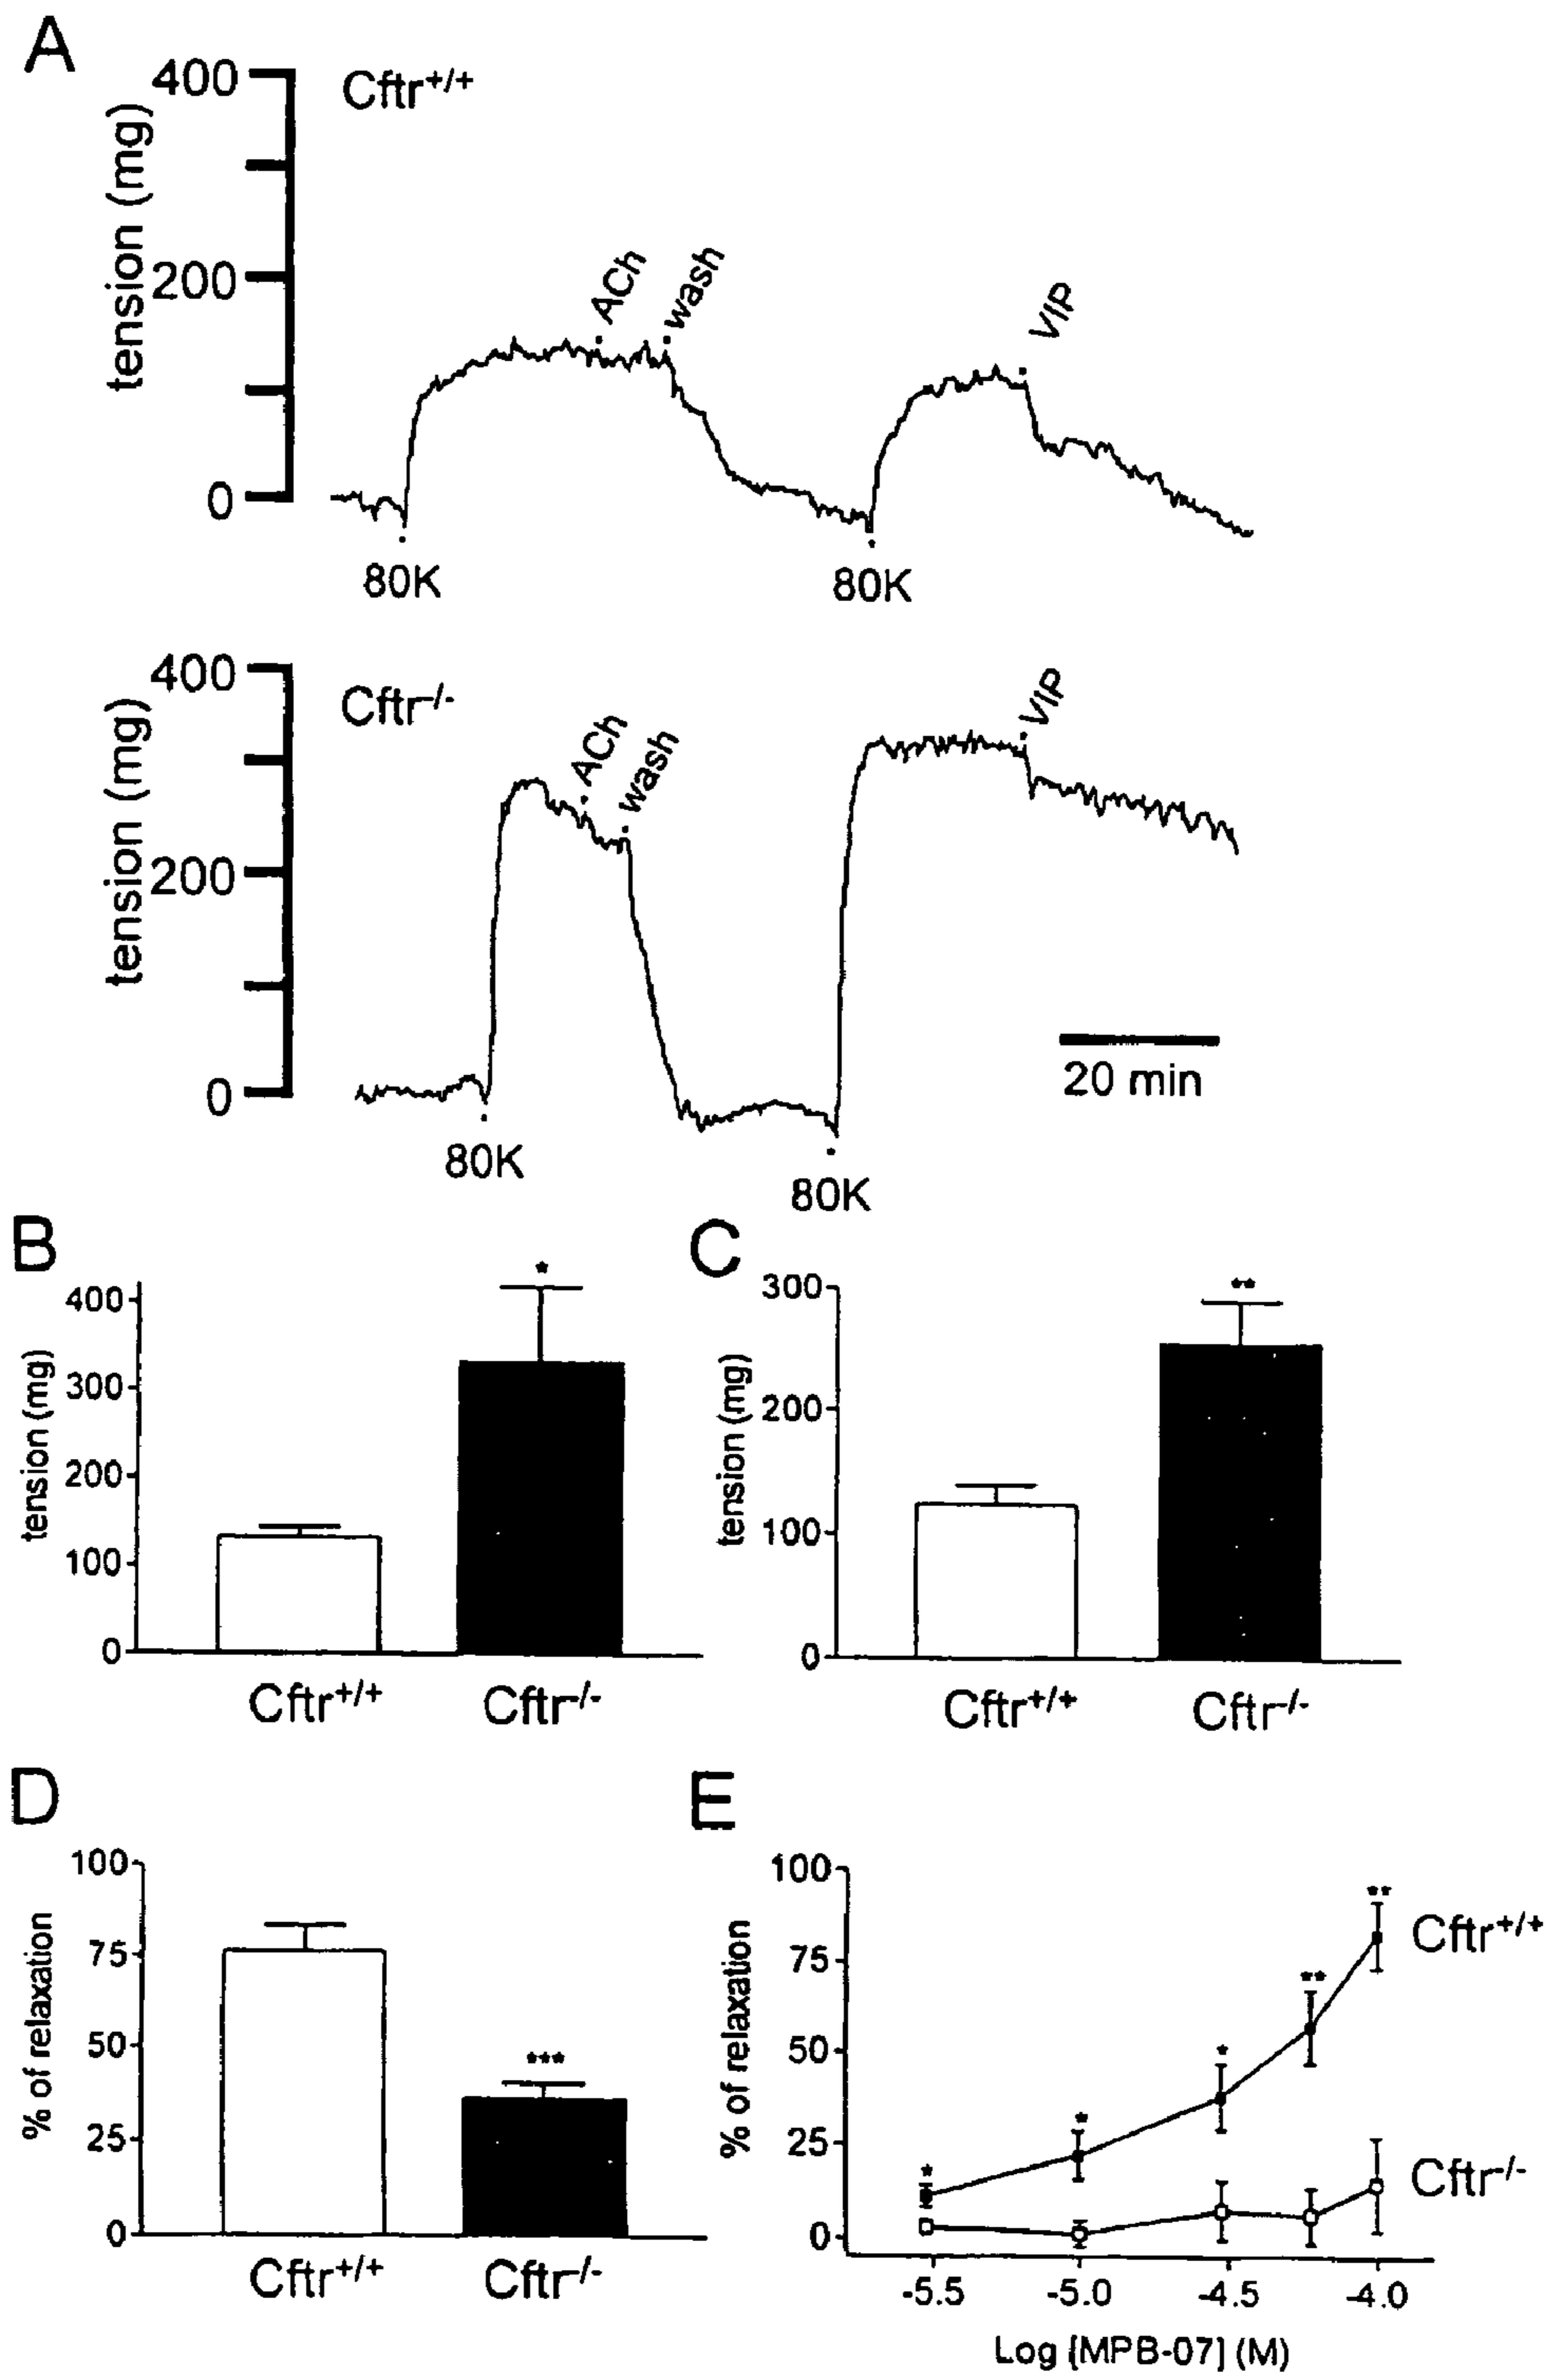 A
Cftr+/+
400
200
0
tension (mg)
ACh
wash
VIP
80K
80K
Cftr-/-
400
200
0
tension (mg)
ACh
wash
VIP
20 min
80K
80K
B
400
300
200
100
0
tension (mg)
*
Cftr+/+
Cftr-/-
C
300
200
100
0
tension (mg)
**
Cftr+/+
Cftr-/-
D
100
75
50
25
0
% of relaxation
***
Cftr+/+
Cftr-/-
E
100
75
50
25
0
% of relaxation
*
*
*
**
**
Cftr+/+
Cftr-/-
-5.5 -5.0 -4.5 -4.0
Log [MPB-07] (M)